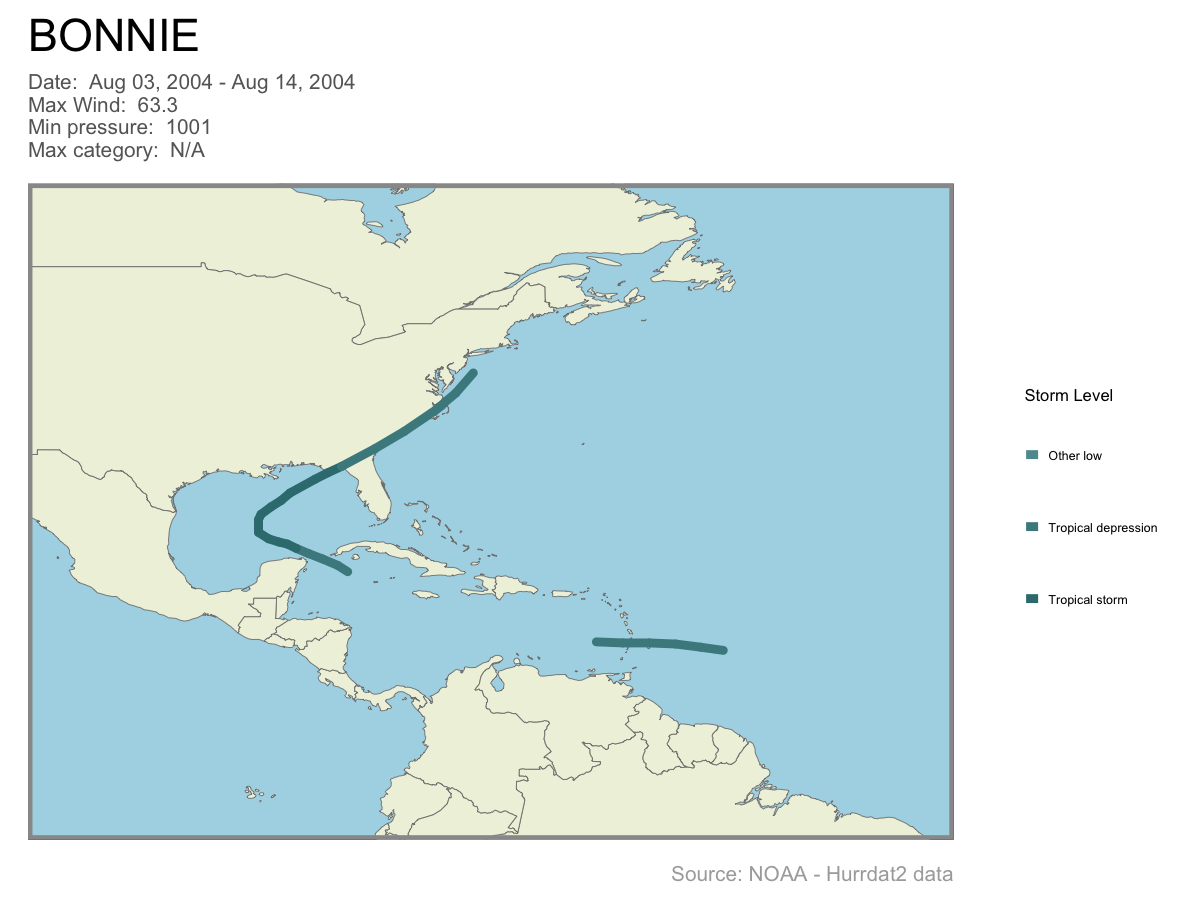 BONNIE
Date:  Aug 03, 2004 - Aug 14, 2004
Max Wind:  63.3
Min pressure:  1001
Max category:  N/A
Storm Level
Other low
Tropical depression
Tropical storm
Source: NOAA - Hurrdat2 data